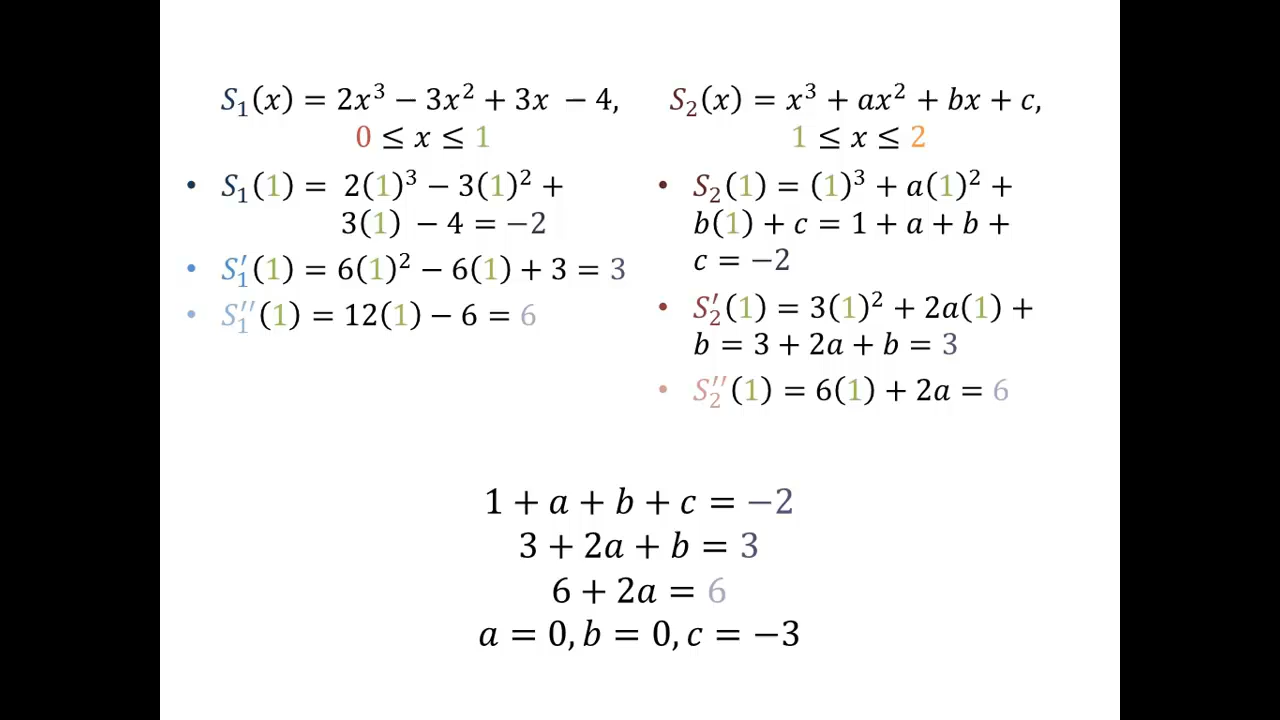 S₁(x) = 2x³ − 3x² + 3x − 4,
0 ≤ x ≤ 1
• S₁(1) = 2(1)³ − 3(1)² +
3(1) − 4 = −2
• S₁′(1) = 6(1)² − 6(1) + 3 = 3
• S₁′′(1) = 12(1) − 6 = 6
S₂(x) = x³ + ax² + bx + c,
1 ≤ x ≤ 2
• S₂(1) = (1)³ + a(1)² +
b(1) + c = 1 + a + b +
c = −2
• S₂′(1) = 3(1)² + 2a(1) +
b = 3 + 2a + b = 3
• S₂′′(1) = 6(1) + 2a = 6
1 + a + b + c = −2
3 + 2a + b = 3
6 + 2a = 6
a = 0, b = 0, c = −3